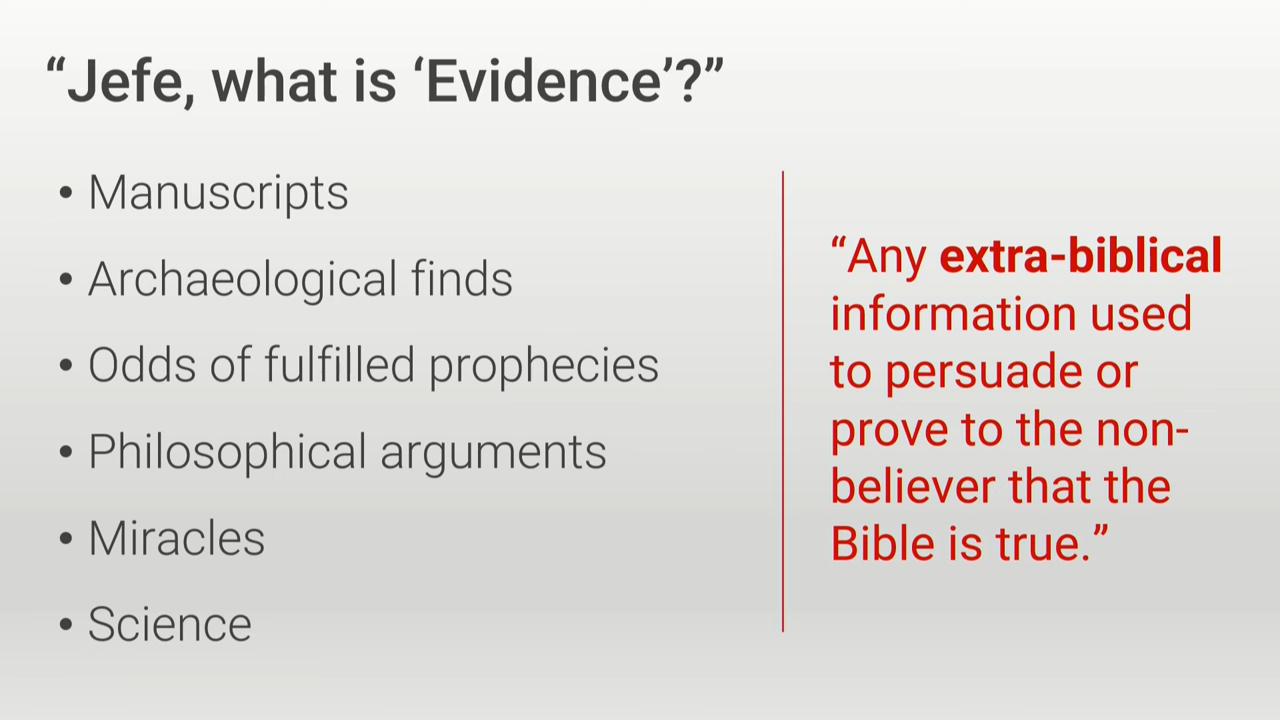 “Jefe, what is ‘Evidence’?”
• Manuscripts
• Archaeological finds
• Odds of fulfilled prophecies
• Philosophical arguments
• Miracles
• Science
“Any extra-biblical
information used
to persuade or
prove to the non-
believer that the
Bible is true.”